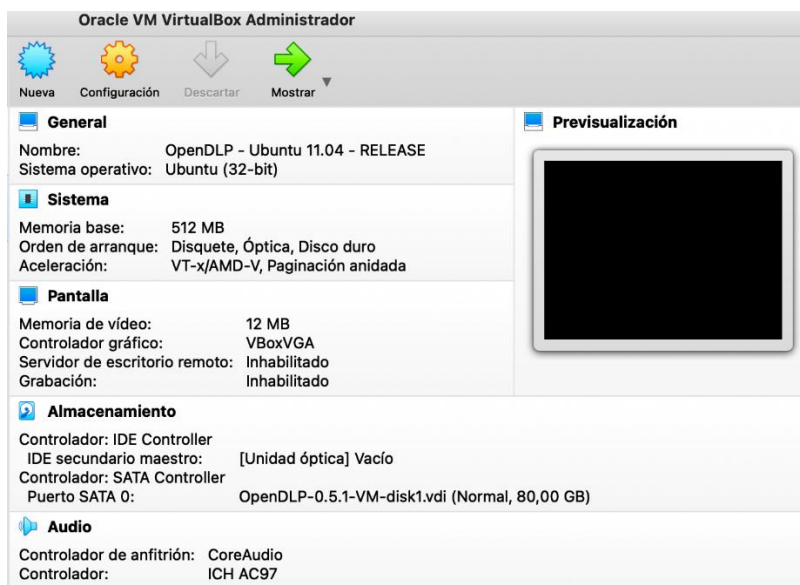 Oracle VM VirtualBox Administrador
Nueva Configuración Descartar Mostrar
General
Nombre: OpenDLP - Ubuntu 11.04 - RELEASE
Sistema operativo: Ubuntu (32-bit)
Sistema
Memoria base: 512 MB
Orden de arranque: Disquete, Óptica, Disco duro
Aceleración: VT-x/AMD-V, Paginación anidada
Pantalla
Memoria de vídeo: 12 MB
Controlador gráfico: VBoxVGA
Servidor de escritorio remoto: Inhabilitado
Grabación: Inhabilitado
Almacenamiento
Controlador: IDE Controller
IDE secundario maestro: [Unidad óptica] Vacío
Controlador: SATA Controller
Puerto SATA 0: OpenDLP-0.5.1-VM-disk1.vdi (Normal, 80,00 GB)
Audio
Controlador de anfitrión: CoreAudio
Controlador: ICH AC97
Previsualización